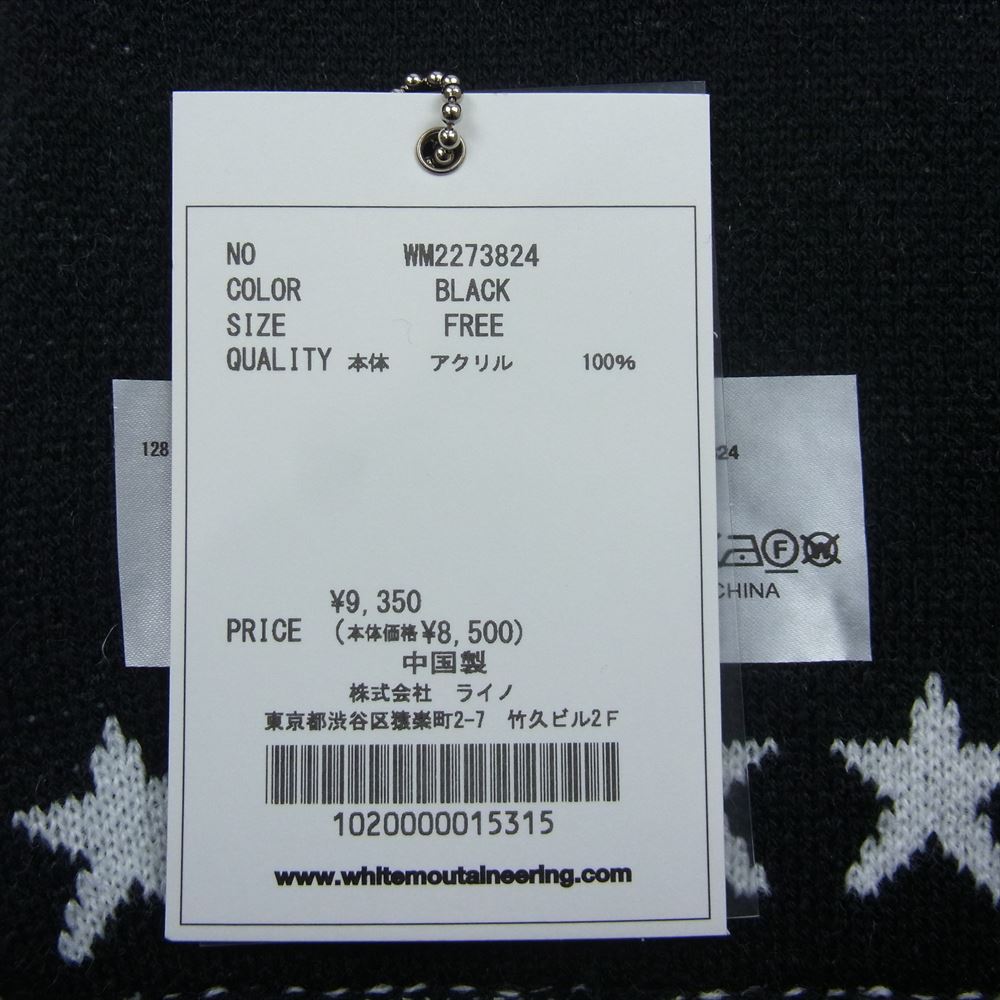 NO WM2273824
COLOR BLACK
SIZE FREE
QUALITY 本体 アクリル 100%
128
24
F W
CHINA
¥9,350
PRICE (本体価格¥8,500)
中国製
株式会社 ライノ
東京都渋谷区猿楽町2-7 竹久ビル2F
1020000015315
www.whitemoutaineering.com